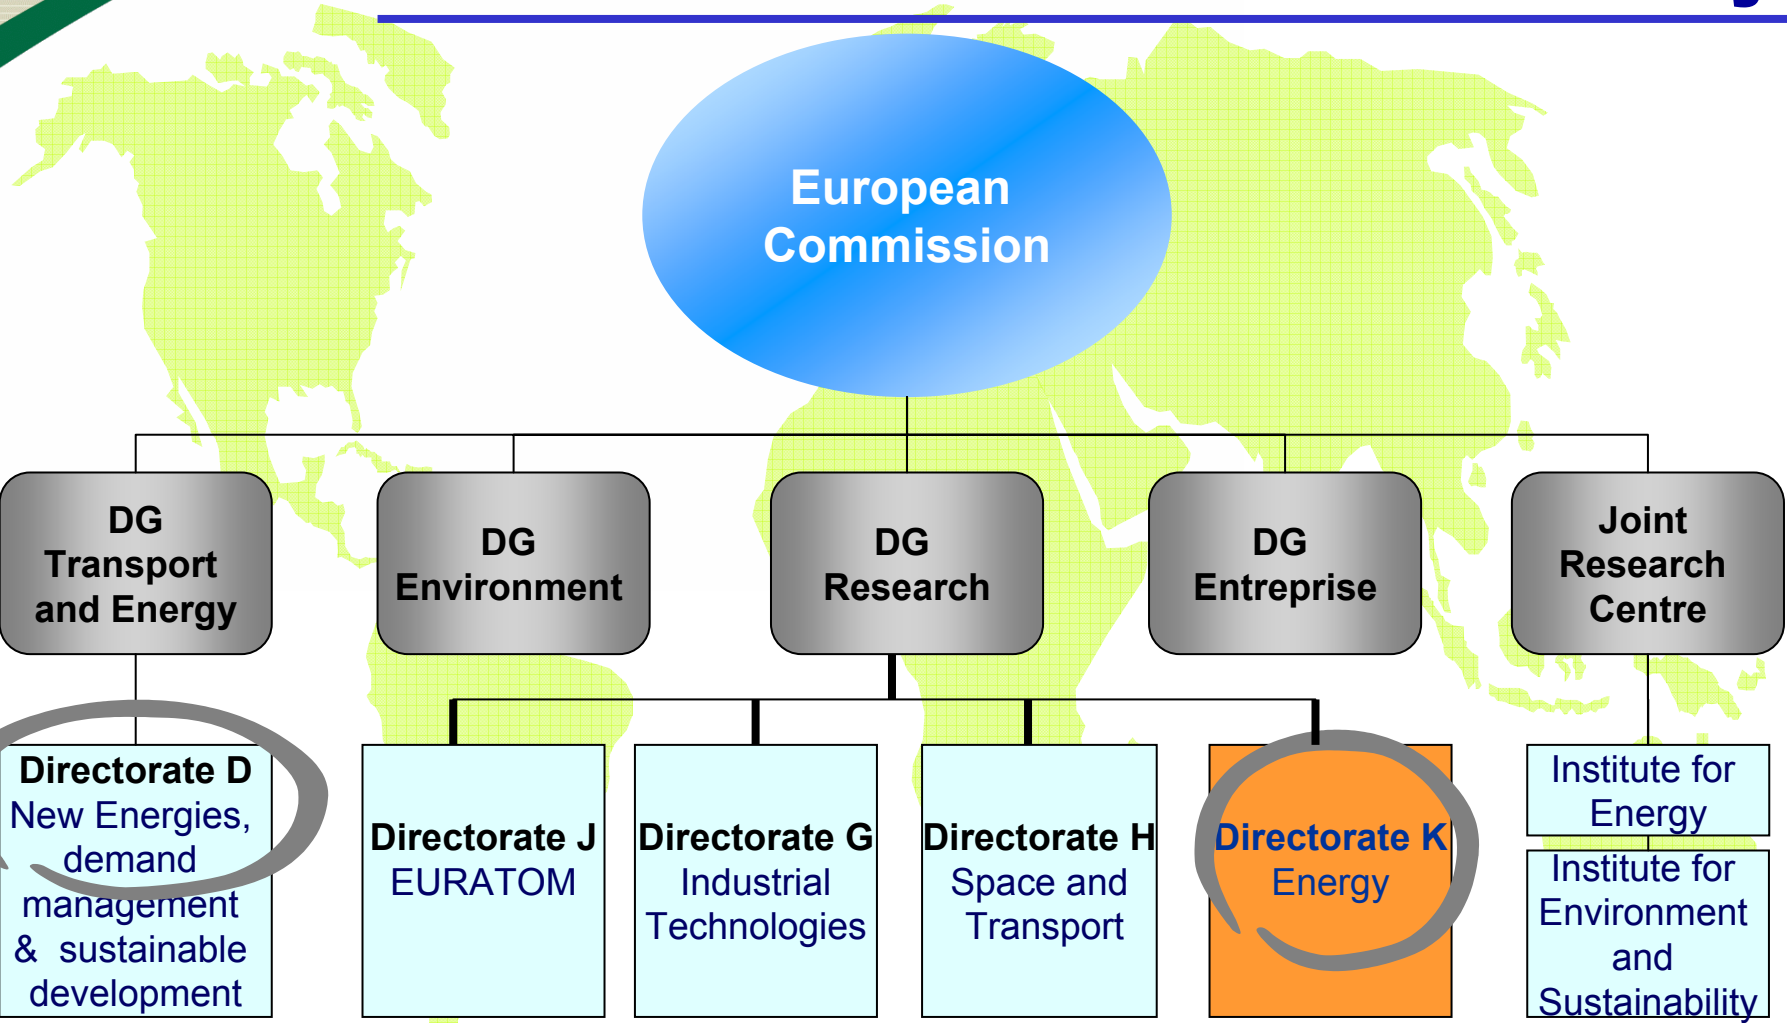 European
Commission
DG
Transport
and Energy
DG
Environment
DG
Research
DG
Entreprise
Joint
Research
Centre
Directorate D
New Energies,
demand
management
& sustainable
development
Directorate J
EURATOM
Directorate G
Industrial
Technologies
Directorate H
Space and
Transport
Directorate K
Energy
Institute for
Energy
Institute for
Environment
and
Sustainability